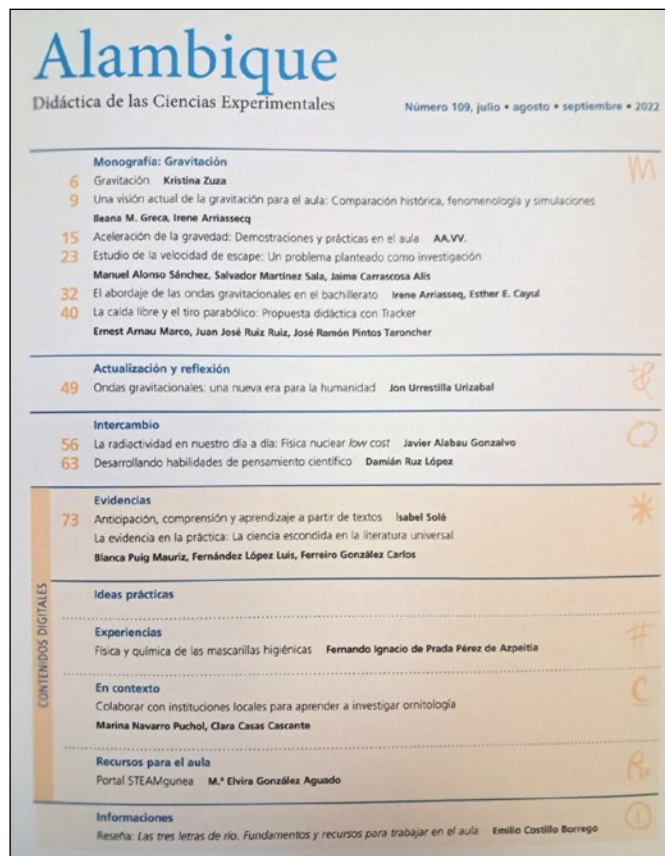 Alambique
Didáctica de las Ciencias Experimentales
Número 109, julio • agosto • septiembre • 2022
Monografía: Gravitación
M
6 Gravitación Kristina Zuza
9 Una visión actual de la gravitación para el aula: Comparación histórica, fenomenología y simulaciones
Ileana M. Greca, Irene Arriassecq
15 Aceleración de la gravedad: Demostraciones y prácticas en el aula AA.VV.
23 Estudio de la velocidad de escape: Un problema planteado como investigación
Manuel Alonso Sánchez, Salvador Martínez Sala, Jaime Carrascosa Alis
32 El abordaje de las ondas gravitacionales en el bachillerato Irene Arriasseq, Esther E. Cayul
40 La caída libre y el tiro parabólico: Propuesta didáctica con Tracker
Ernest Arnau Marco, Juan José Ruiz Ruiz, José Ramón Pintos Taroncher
Actualización y reflexión
49 Ondas gravitacionales: una nueva era para la humanidad Jon Urrestilla Urizabal
Intercambio
56 La radiactividad en nuestro día a día: Física nuclear low cost Javier Alabau Gonzalvo
63 Desarrollando habilidades de pensamiento científico Damián Ruz López
CONTENIDOS DIGITALES
Evidencias
*
73 Anticipación, comprensión y aprendizaje a partir de textos Isabel Solé
La evidencia en la práctica: La ciencia escondida en la literatura universal
Blanca Puig Mauriz, Fernández López Luis, Ferreiro González Carlos
Ideas prácticas
Experiencias
#
Física y química de las mascarillas higiénicas Fernando Ignacio de Prada Pérez de Azpeitia
En contexto
C
Colaborar con instituciones locales para aprender a investigar ornitología
Marina Navarro Puchol, Clara Casas Cascante
Recursos para el aula
R
Portal STEAMgunea M.ª Elvira González Aguado
Informaciones
Reseña: Las tres letras de río. Fundamentos y recursos para trabajar en el aula Emilio Costillo Borrego